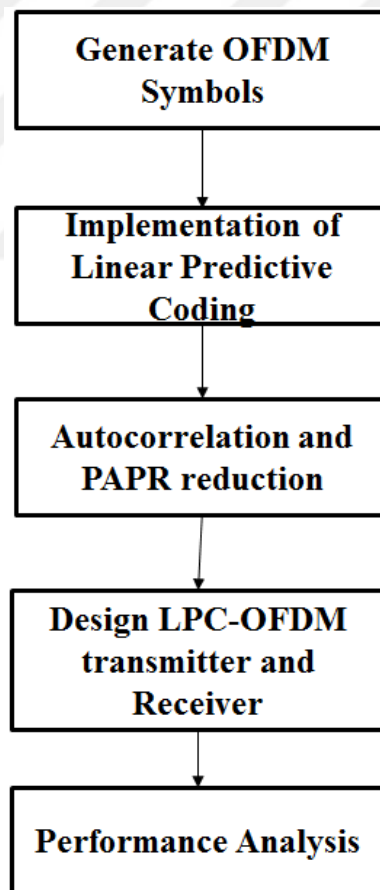 Generate OFDM
Symbols
Implementation of
Linear Predictive
Coding
Autocorrelation and
PAPR reduction
Design LPC-OFDM
transmitter and
Receiver
Performance Analysis